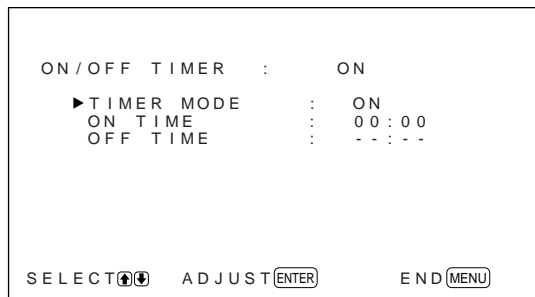 ON/OFF TIMER : ON
▶TIMER MODE : ON
ON TIME : 00:00
OFF TIME : --:--
SELECT⬆⬇ ADJUST ENTER END MENU